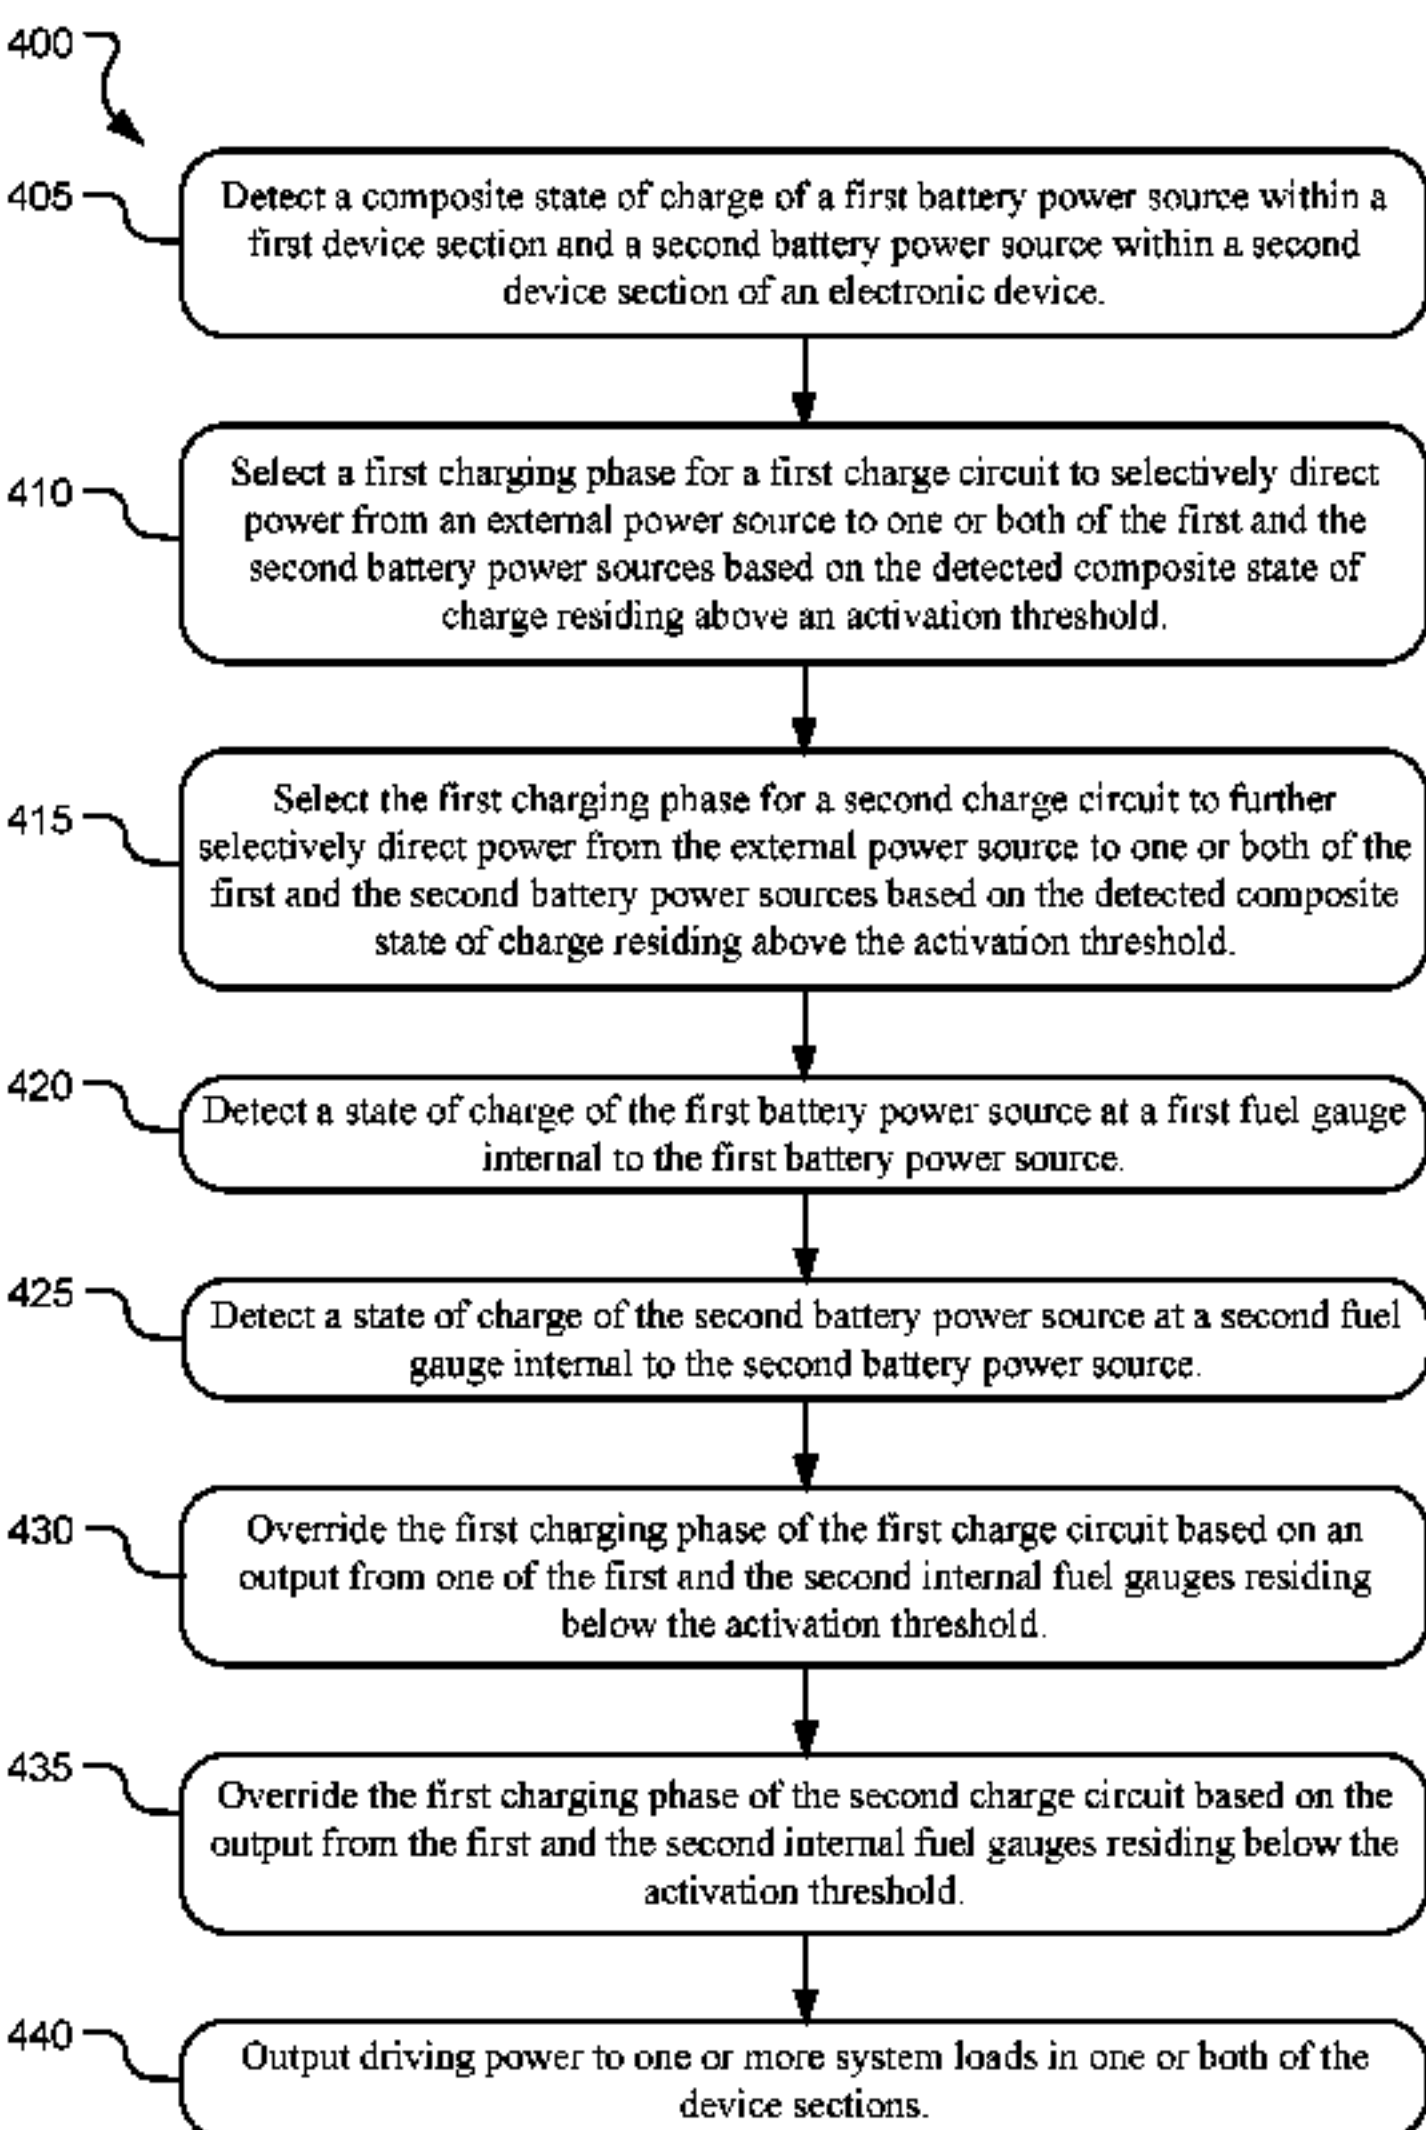 400
405
Detect a composite state of charge of a first battery power source within a
first device section and a second battery power source within a second
device section of an electronic device.
410
Select a first charging phase for a first charge circuit to selectively direct
power from an external power source to one or both of the first and the
second battery power sources based on the detected composite state of
charge residing above an activation threshold.
415
Select the first charging phase for a second charge circuit to further
selectively direct power from the external power source to one or both of the
first and the second battery power sources based on the detected composite
state of charge residing above the activation threshold.
420
Detect a state of charge of the first battery power source at a first fuel gauge
internal to the first battery power source.
425
Detect a state of charge of the second battery power source at a second fuel
gauge internal to the second battery power source.
430
Override the first charging phase of the first charge circuit based on an
output from one of the first and the second internal fuel gauges residing
below the activation threshold.
435
Override the first charging phase of the second charge circuit based on the
output from the first and the second internal fuel gauges residing below the
activation threshold.
440
Output driving power to one or more system loads in one or both of the
device sections.